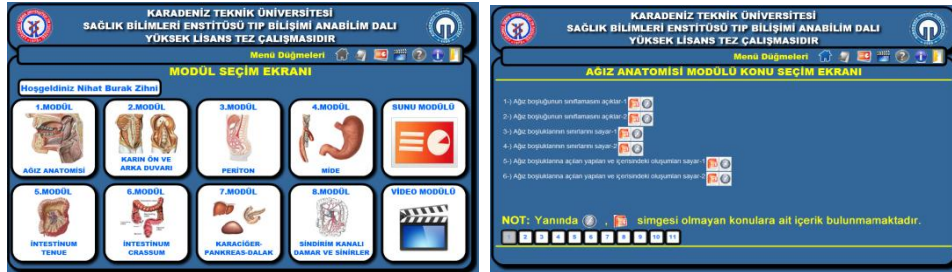 KARADENİZ TEKNİK ÜNİVERSİTESİ
SAĞLIK BİLİMLERİ ENSTİTÜSÜ TIP BİLİŞİMİ ANABİLİM DALI
YÜKSEK LİSANS TEZ ÇALIŞMASIDIR
Menü Düğmeleri
MODÜL SEÇİM EKRANI
Hoşgeldiniz Nihat Burak Zihni
1.MODÜL
AĞIZ ANATOMİSİ
2.MODÜL
KARIN ÖN VE
ARKA DUVARI
3.MODÜL
PERİTON
4.MODÜL
MİDE
SUNU MODÜLÜ
5.MODÜL
İNTESTİNUM
TENUE
6.MODÜL
İNTESTİNUM
CRASSUM
7.MODÜL
KARACİĞER-
PANKREAS-DALAK
8.MODÜL
SİNDİRİM KANALI
DAMAR VE SİNİRLER
VİDEO MODÜLÜ
KARADENİZ TEKNİK ÜNİVERSİTESİ
SAĞLIK BİLİMLERİ ENSTİTÜSÜ TIP BİLİŞİMİ ANABİLİM DALI
YÜKSEK LİSANS TEZ ÇALIŞMASIDIR
Menü Düğmeleri
AĞIZ ANATOMİSİ MODÜLÜ KONU SEÇİM EKRANI
1-) Ağız boşluğunun sınıflamasını açıklar-1
2-) Ağız boşluğunun sınıflamasını açıklar-2
3-) Ağız boşluklarının sınırlarını sayar-1
4-) Ağız boşluklarının sınırlarını sayar-2
5-) Ağız boşluklarına açılan yapıları ve içerisindeki oluşumları sayar-1
6-) Ağız boşluklarına açılan yapıları ve içerisindeki oluşumları sayar-2
NOT: Yanında , simgesi olmayan konulara ait içerik bulunmamaktadır.
1 2 3 4 5 6 7 8 9 10 11